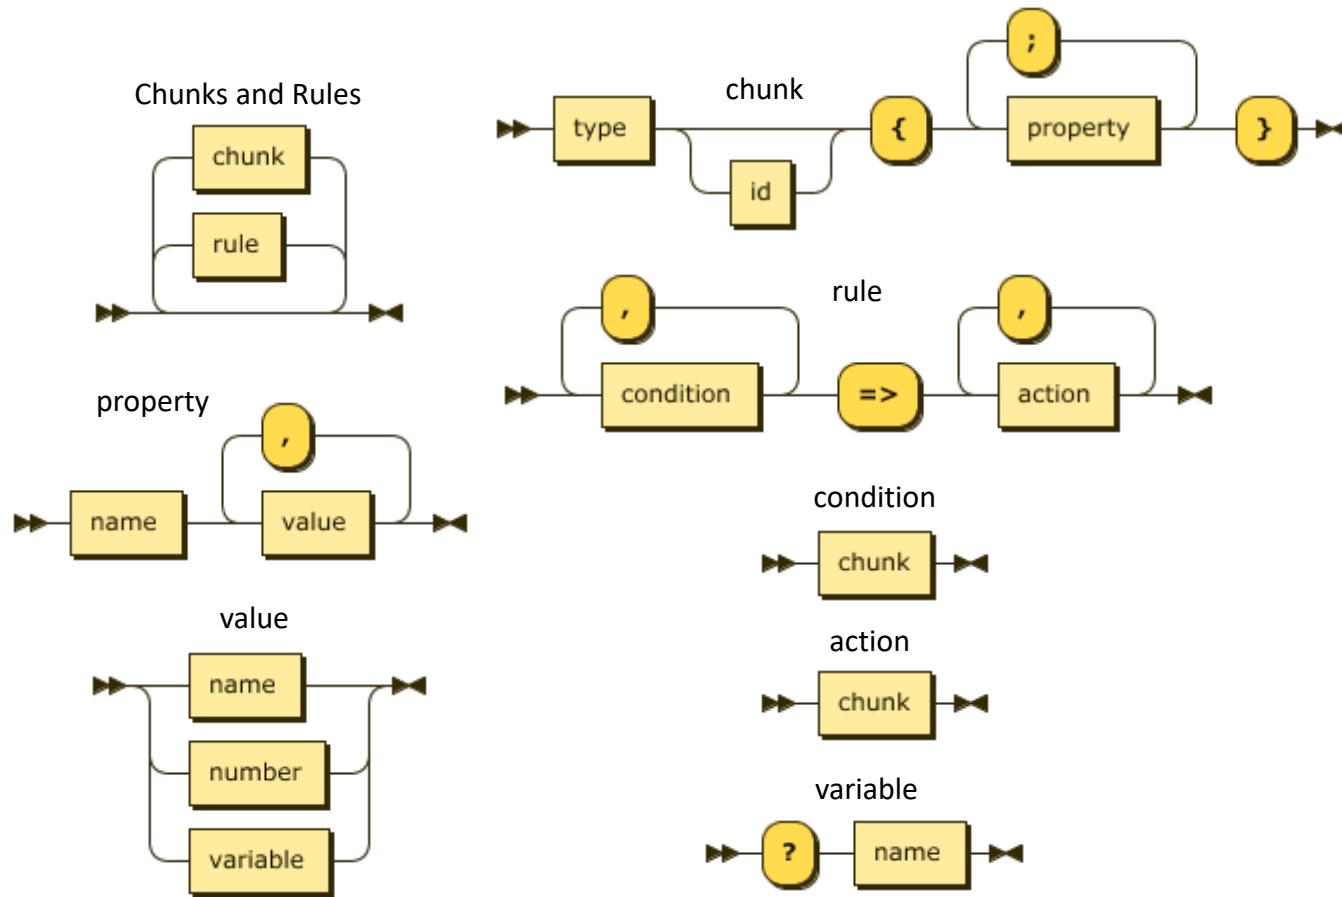 Chunks and Rules
chunk
rule
property
,
name value
value
name
number
variable
chunk
;
type id { property }
rule
, ,
condition => action
condition
chunk
action
chunk
variable
? name